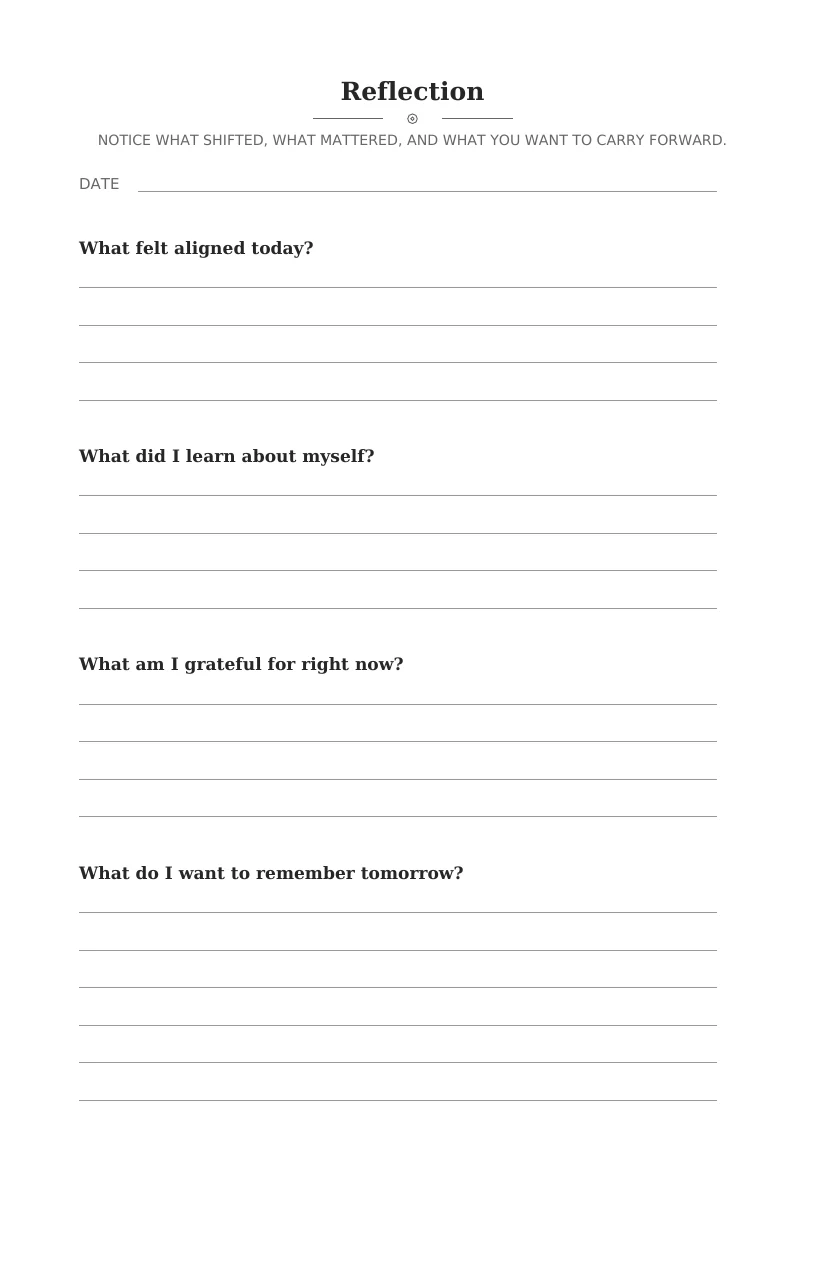 Reflection
NOTICE WHAT SHIFTED, WHAT MATTERED, AND WHAT YOU WANT TO CARRY FORWARD.
DATE
What felt aligned today?
What did I learn about myself?
What am I grateful for right now?
What do I want to remember tomorrow?